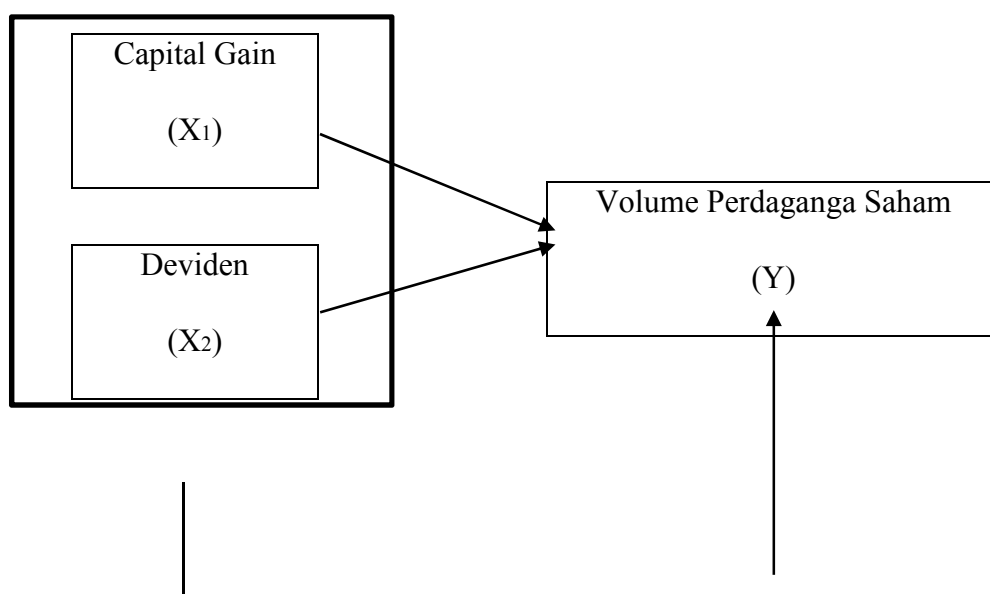 Capital Gain
(X1)
Volume Perdaganga Saham
(Y)
Deviden
(X2)